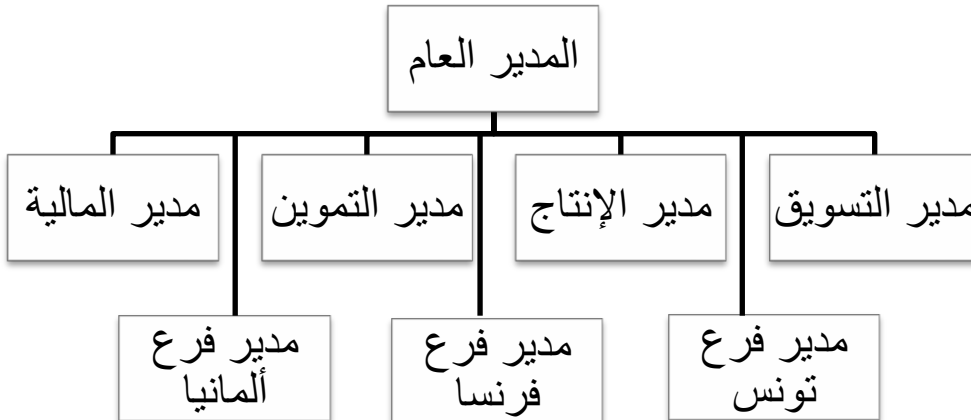 المدير العام
مدير التسويق
مدير الإنتاج
مدير التموين
مدير المالية
مدير فرع
تونس
مدير فرع
فرنسا
مدير فرع
ألمانيا